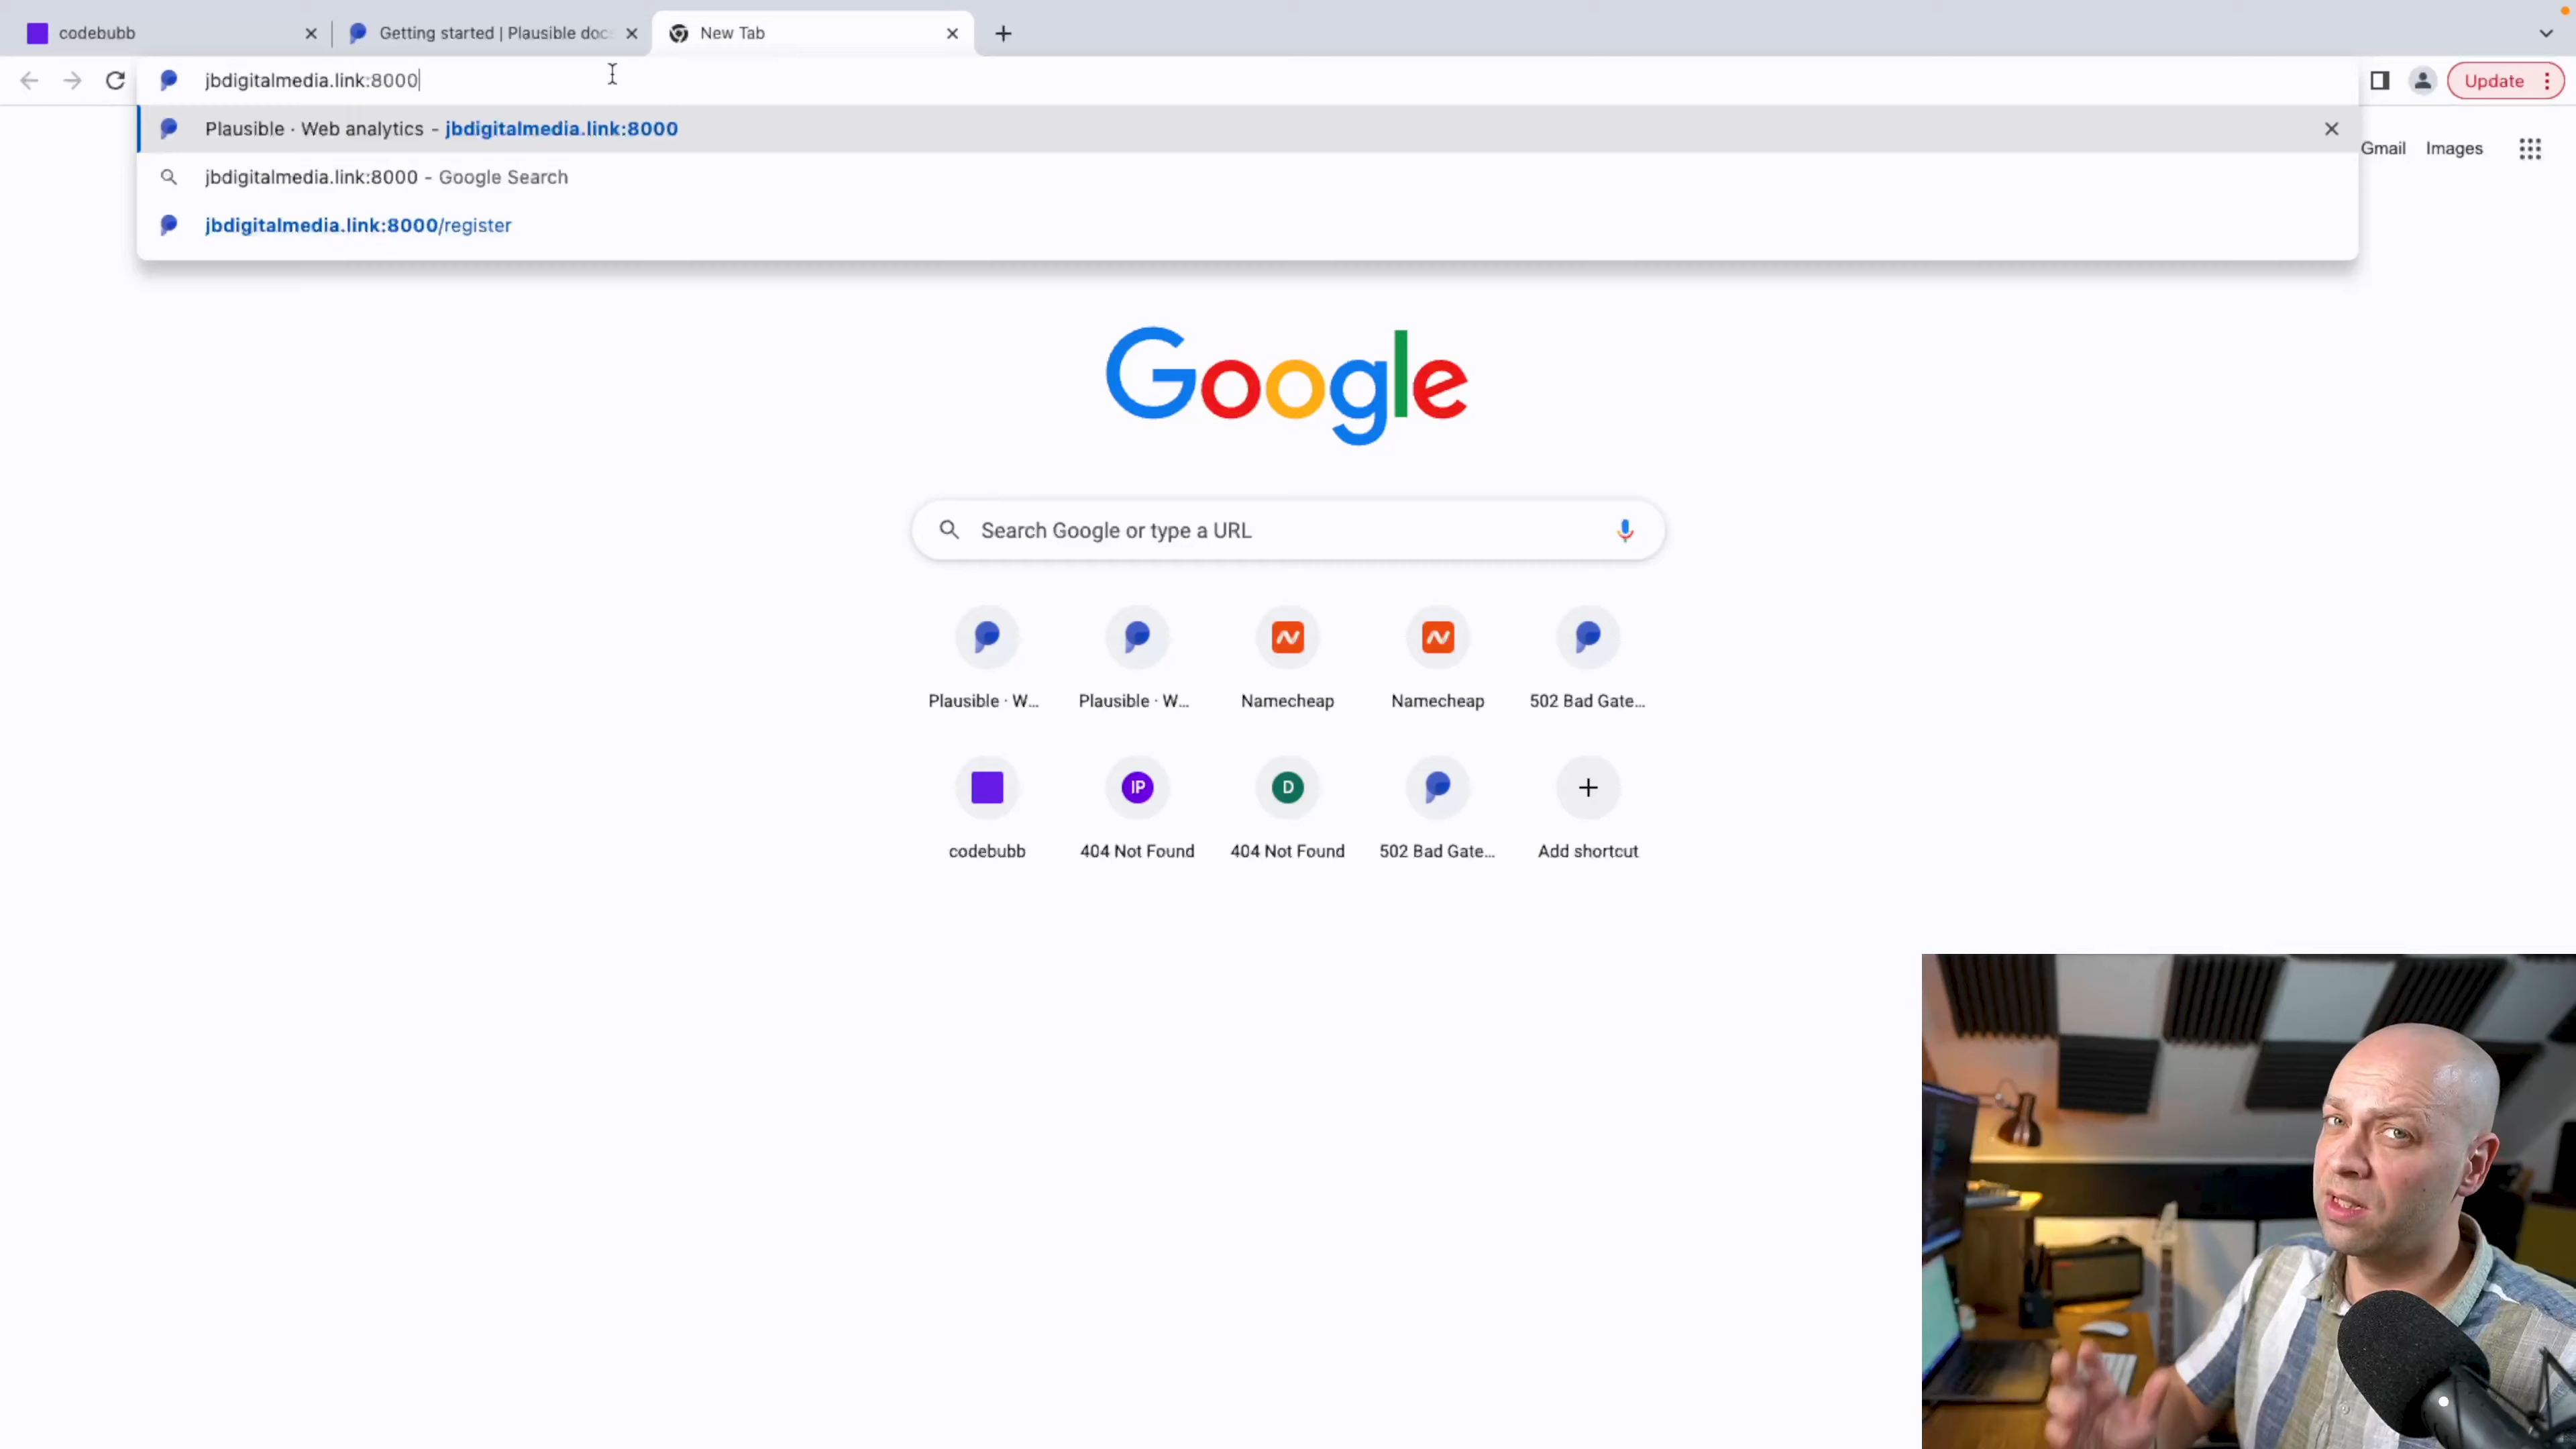 codebubb
Getting started | Plausible doc
New Tab
jbdigitalmedia.link:8000
Update
Plausible · Web analytics - jbdigitalmedia.link:8000
jbdigitalmedia.link:8000 - Google Search
jbdigitalmedia.link:8000/register
Gmail Images
Google
Search Google or type a URL
Plausible · W... Plausible · W... Namecheap Namecheap 502 Bad Gate...
IP D
codebubb 404 Not Found 404 Not Found 502 Bad Gate... Add shortcut